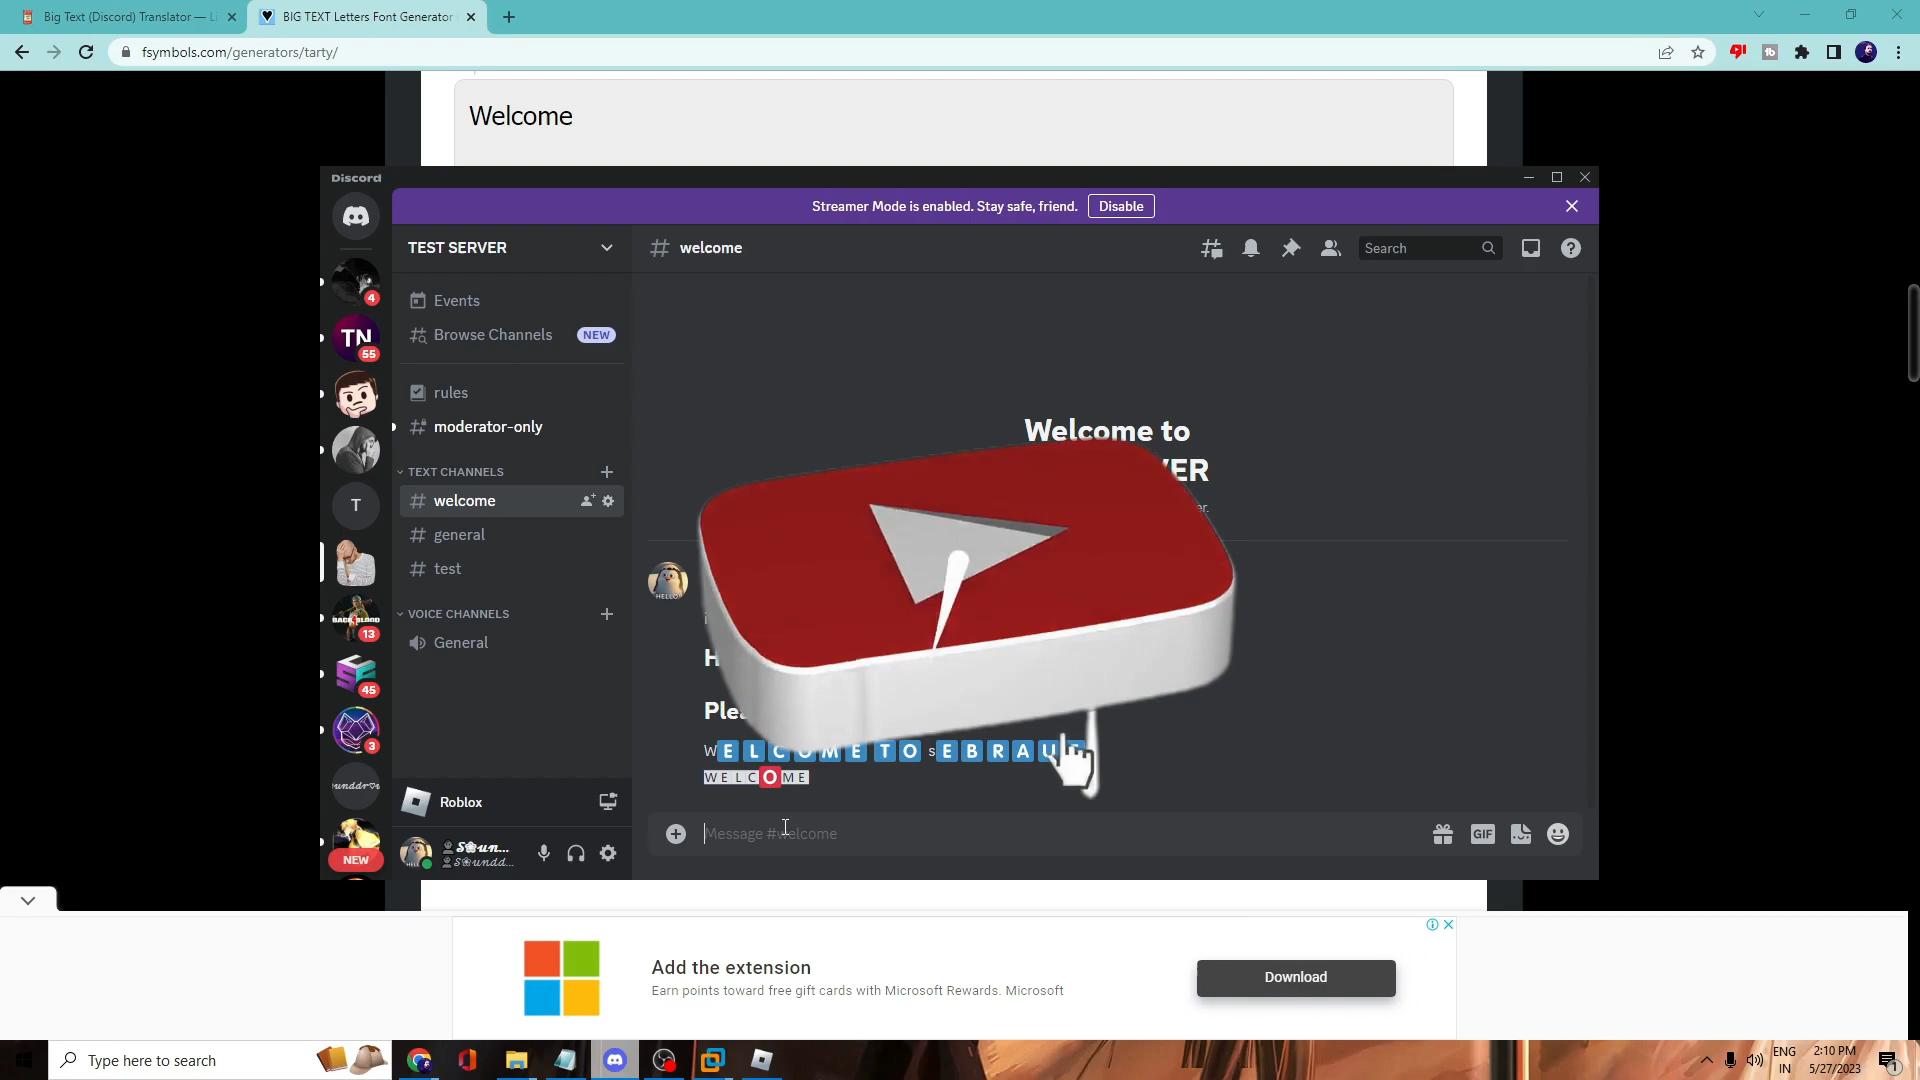 Big Text (Discord) Translator — Li
BIG TEXT Letters Font Generator
fsymbols.com/generators/tarty/
Welcome
Discord
Streamer Mode is enabled. Stay safe, friend.
Disable
TEST SERVER
welcome
Search
Events
Browse Channels
NEW
rules
moderator-only
TEXT CHANNELS
welcome
general
test
VOICE CHANNELS
General
4
TN
55
T
13
45
3
NEW
Welcome to
HELLO
W E L C O M E T O s E B R A U
W E L C O M E
Roblox
Message #welcome
GIF
Add the extension
Earn points toward free gift cards with Microsoft Rewards. Microsoft
Download
Type here to search
ENG
IN
2:10 PM
5/27/2023
1